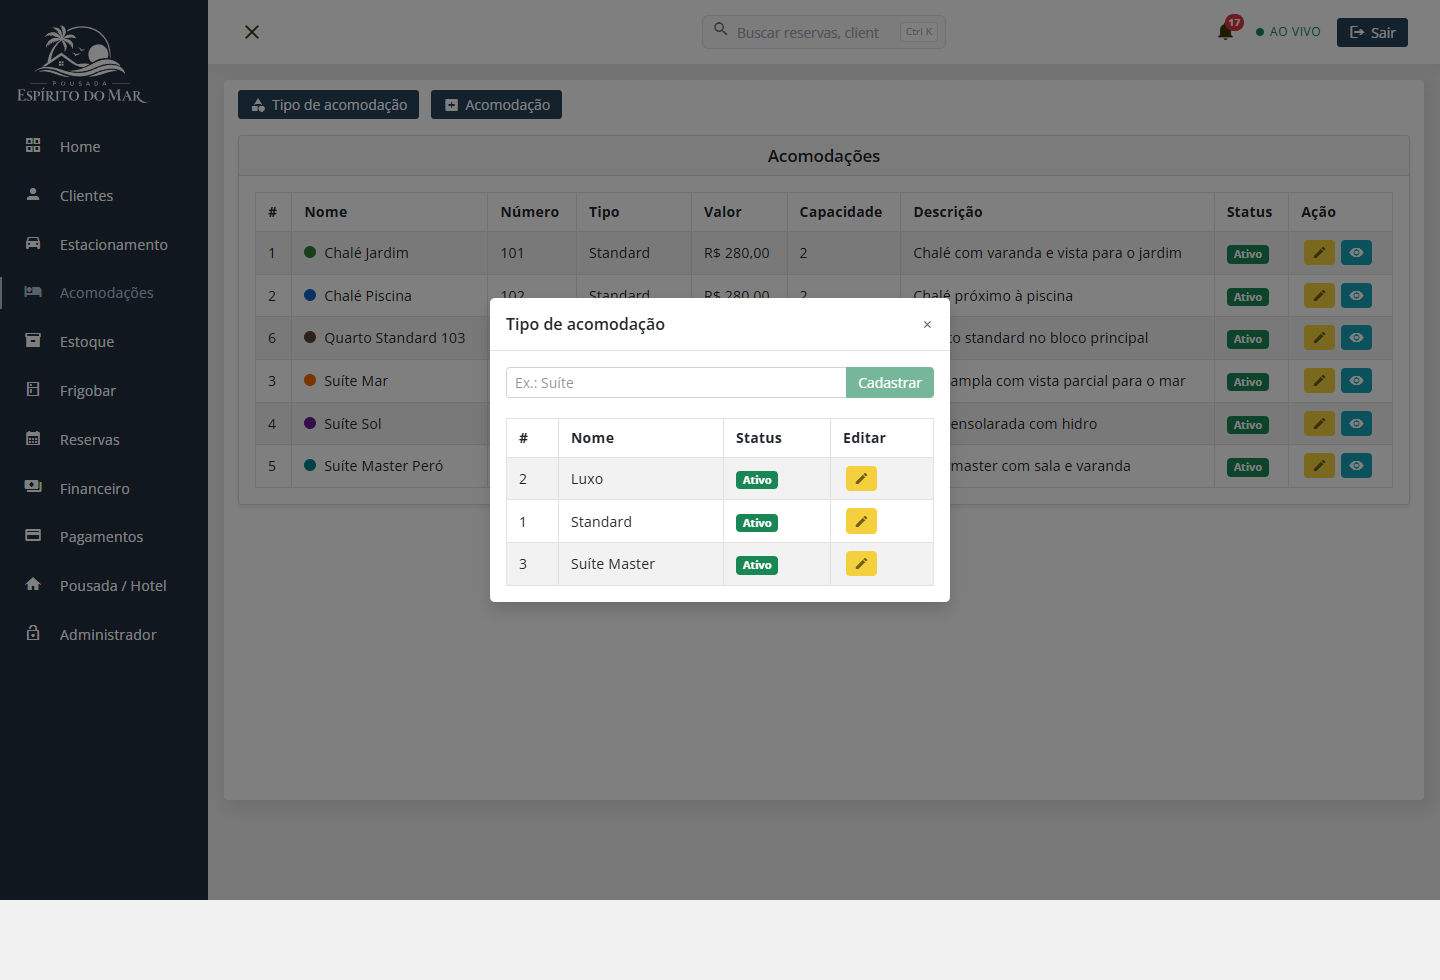 POUSADA
ESPÍRITO DO MAR
Buscar reservas, client
Ctrl K
17
AO VIVO
Sair
Home
Clientes
Estacionamento
Acomodações
Estoque
Frigobar
Reservas
Financeiro
Pagamentos
Pousada / Hotel
Administrador
Tipo de acomodação
Acomodação
Acomodações
# Nome Número Tipo Valor Capacidade Descrição Status Ação
1 Chalé Jardim 101 Standard R$ 280,00 2 Chalé com varanda e vista para o jardim Ativo
2 Chalé Piscina 102 Standard R$ 280,00 2 Chalé próximo à piscina Ativo
6 Quarto Standard 103 standard no bloco principal Ativo
3 Suíte Mar ampla com vista parcial para o mar Ativo
4 Suíte Sol ensolarada com hidro Ativo
5 Suíte Master Peró master com sala e varanda Ativo
Tipo de acomodação ×
Ex.: Suíte Cadastrar
# Nome Status Editar
2 Luxo Ativo
1 Standard Ativo
3 Suíte Master Ativo